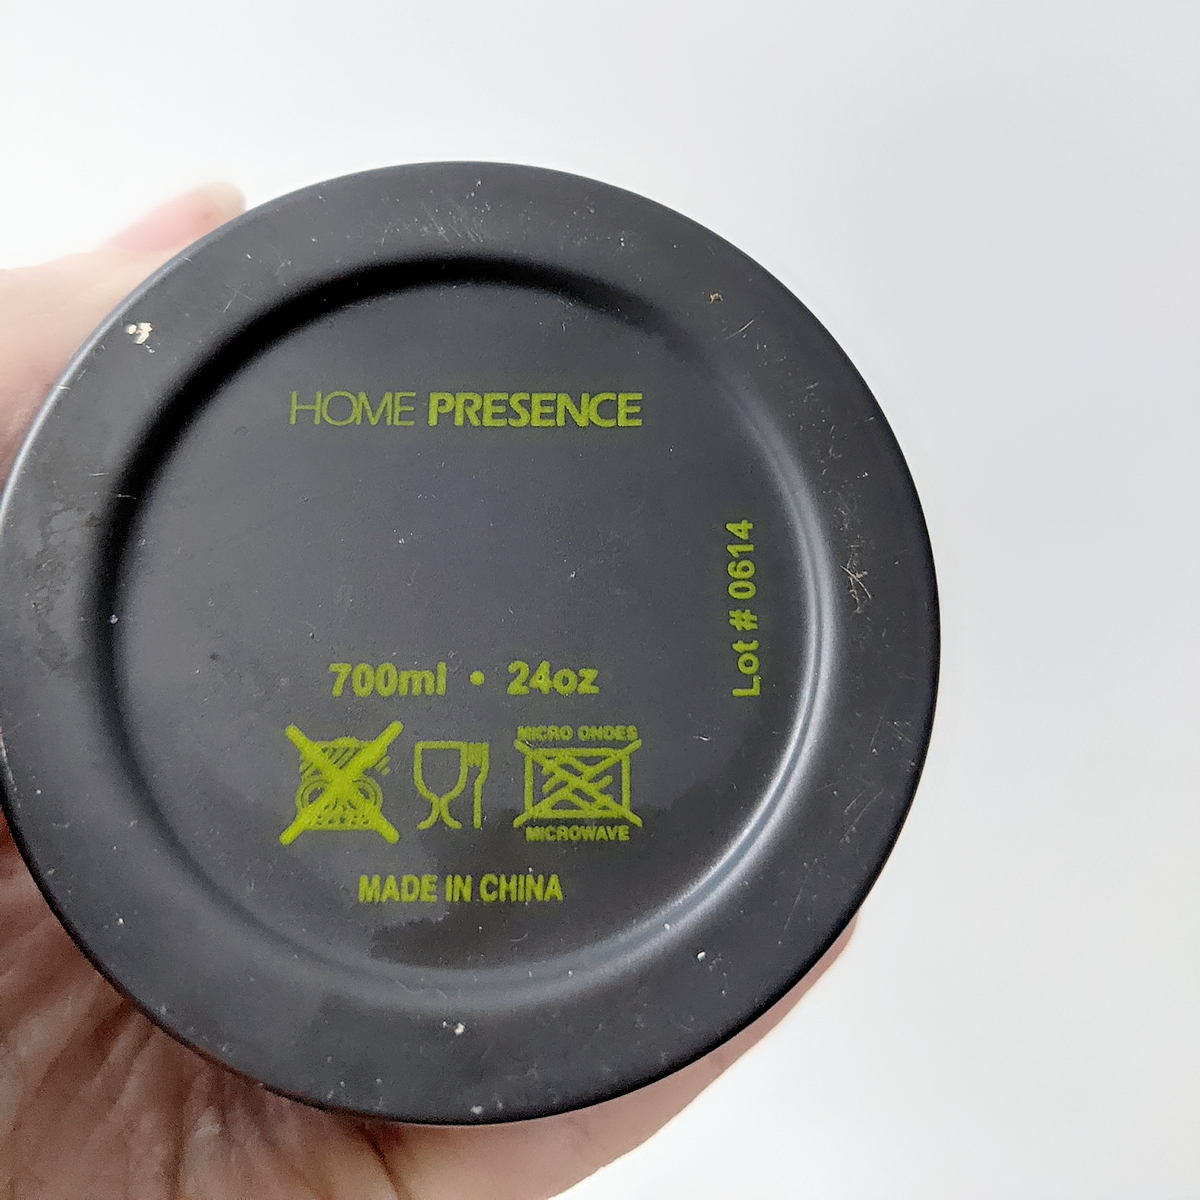 HOME PRESENCE
Lot # 0614
700ml • 24oz
MICRO ONDES
MICROWAVE
MADE IN CHINA